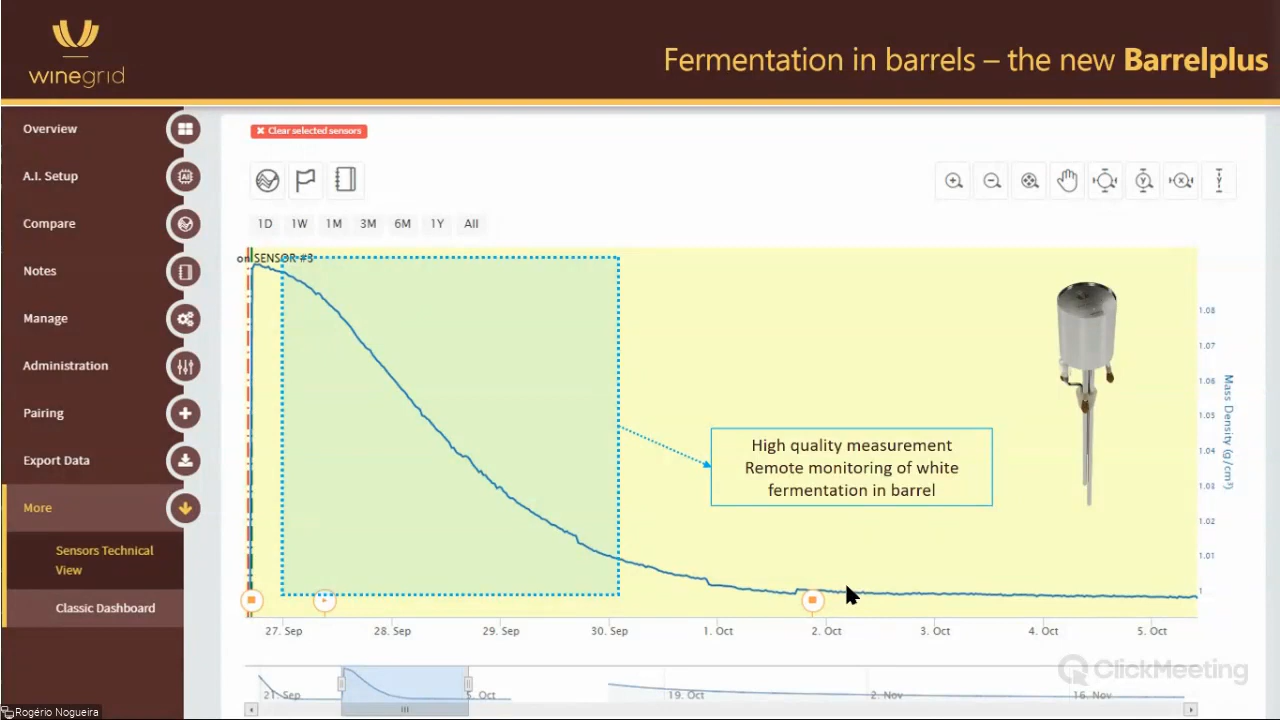 winegrid
Fermentation in barrels – the new Barrelplus
Overview
A.I. Setup
Compare
Notes
Manage
Administration
Pairing
Export Data
More
Sensors Technical
View
Classic Dashboard
✖ Clear selected sensors
AI
Y
X
Y
1D 1W 1M 3M 6M 1Y All
on SENSOR #3
High quality measurement
Remote monitoring of white
fermentation in barrel
1.08
1.07
1.06
1.05
1.04
1.03
1.02
1.01
1
Mass Density (g/cm³)
27. Sep 28. Sep 29. Sep 30. Sep 1. Oct 2. Oct 3. Oct 4. Oct 5. Oct
21. Sep 5. Oct 19. Oct 2. Nov 16. Nov
ClickMeeting
Rogério Nogueira